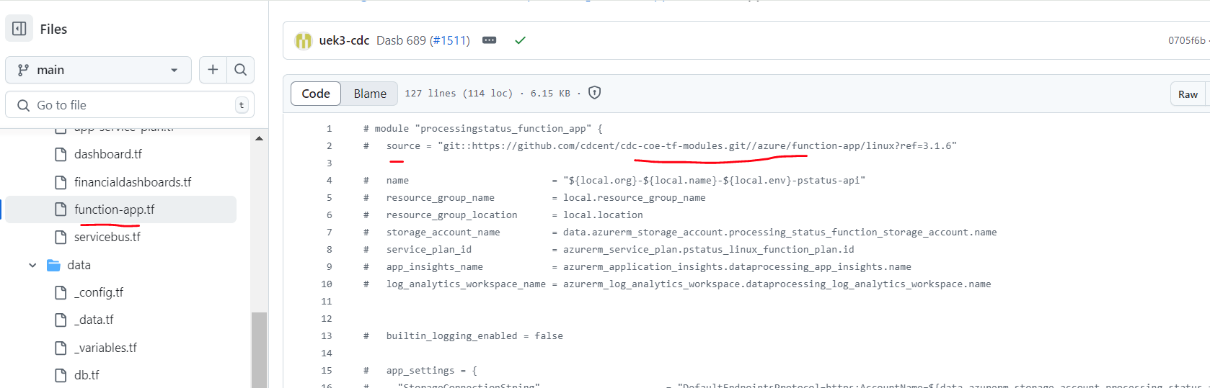 Files
main
Go to file
t
app-service-plan.tf
dashboard.tf
financialdashboards.tf
function-app.tf
servicebus.tf
data
_config.tf
_data.tf
_variables.tf
db.tf
uek3-cdc Dasb 689 (#1511)
0705f6b
Code Blame 127 lines (114 loc) · 6.15 KB ·
Raw
1 # module "processingstatus_function_app" {
2 # source = "git::https://github.com/cdcent/cdc-coe-tf-modules.git//azure/function-app/linux?ref=3.1.6"
3
4 # name = "${local.org}-${local.name}-${local.env}-pstatus-api"
5 # resource_group_name = local.resource_group_name
6 # resource_group_location = local.location
7 # storage_account_name = data.azurerm_storage_account.processing_status_function_storage_account.name
8 # service_plan_id = azurerm_service_plan.pstatus_linux_function_plan.id
9 # app_insights_name = azurerm_application_insights.dataprocessing_app_insights.name
10 # log_analytics_workspace_name = azurerm_log_analytics_workspace.dataprocessing_log_analytics_workspace.name
11
12
13 # builtin_logging_enabled = false
14
15 # app_settings = {
16 # "StorageConnectionString" = "DefaultEndpointsProtocol=https;AccountName=${data.azurerm_storage_account.processing_status